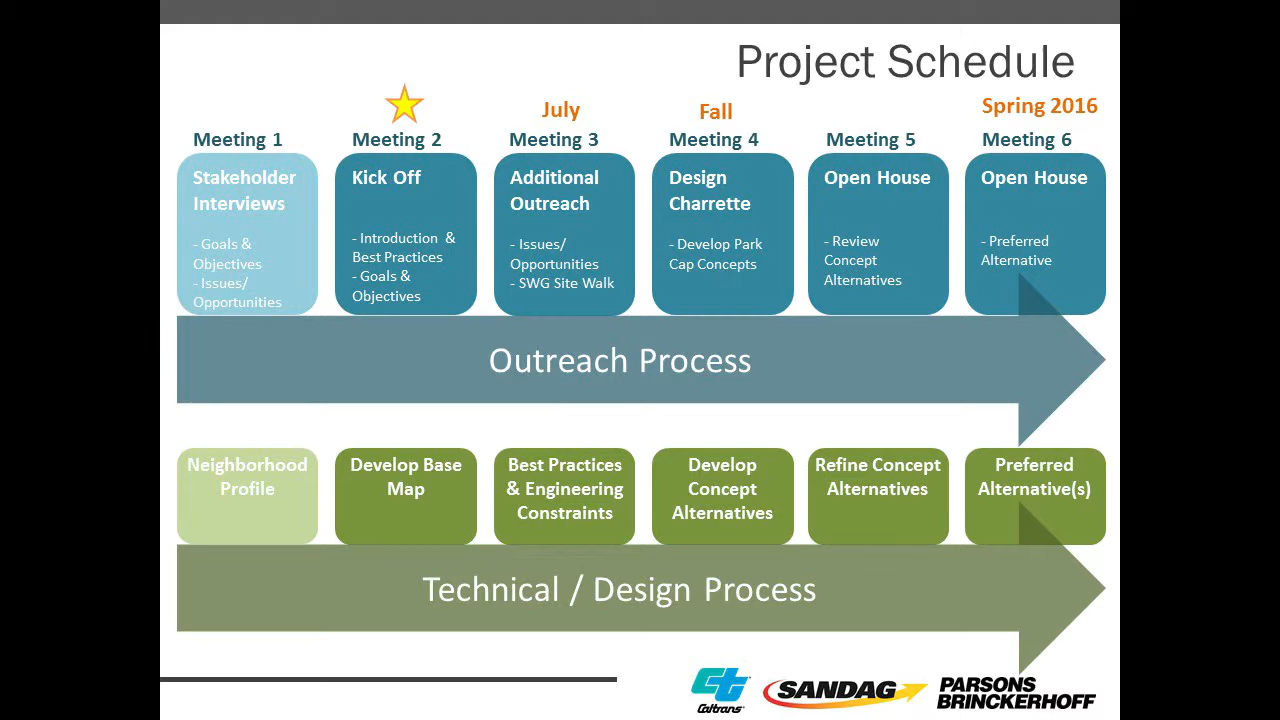 Project Schedule
July
Fall
Spring 2016
Meeting 1
Meeting 2
Meeting 3
Meeting 4
Meeting 5
Meeting 6
Stakeholder
Interviews
- Goals &
Objectives
- Issues/
Opportunities
Kick Off
- Introduction &
Best Practices
- Goals &
Objectives
Additional
Outreach
- Issues/
Opportunities
- SWG Site Walk
Design
Charrette
- Develop Park
Cap Concepts
Open House
- Review
Concept
Alternatives
Open House
- Preferred
Alternative
Outreach Process
Neighborhood
Profile
Develop Base
Map
Best Practices
& Engineering
Constraints
Develop
Concept
Alternatives
Refine Concept
Alternatives
Preferred
Alternative(s)
Technical / Design Process
Caltrans
SANDAG
PARSONS
BRINCKERHOFF